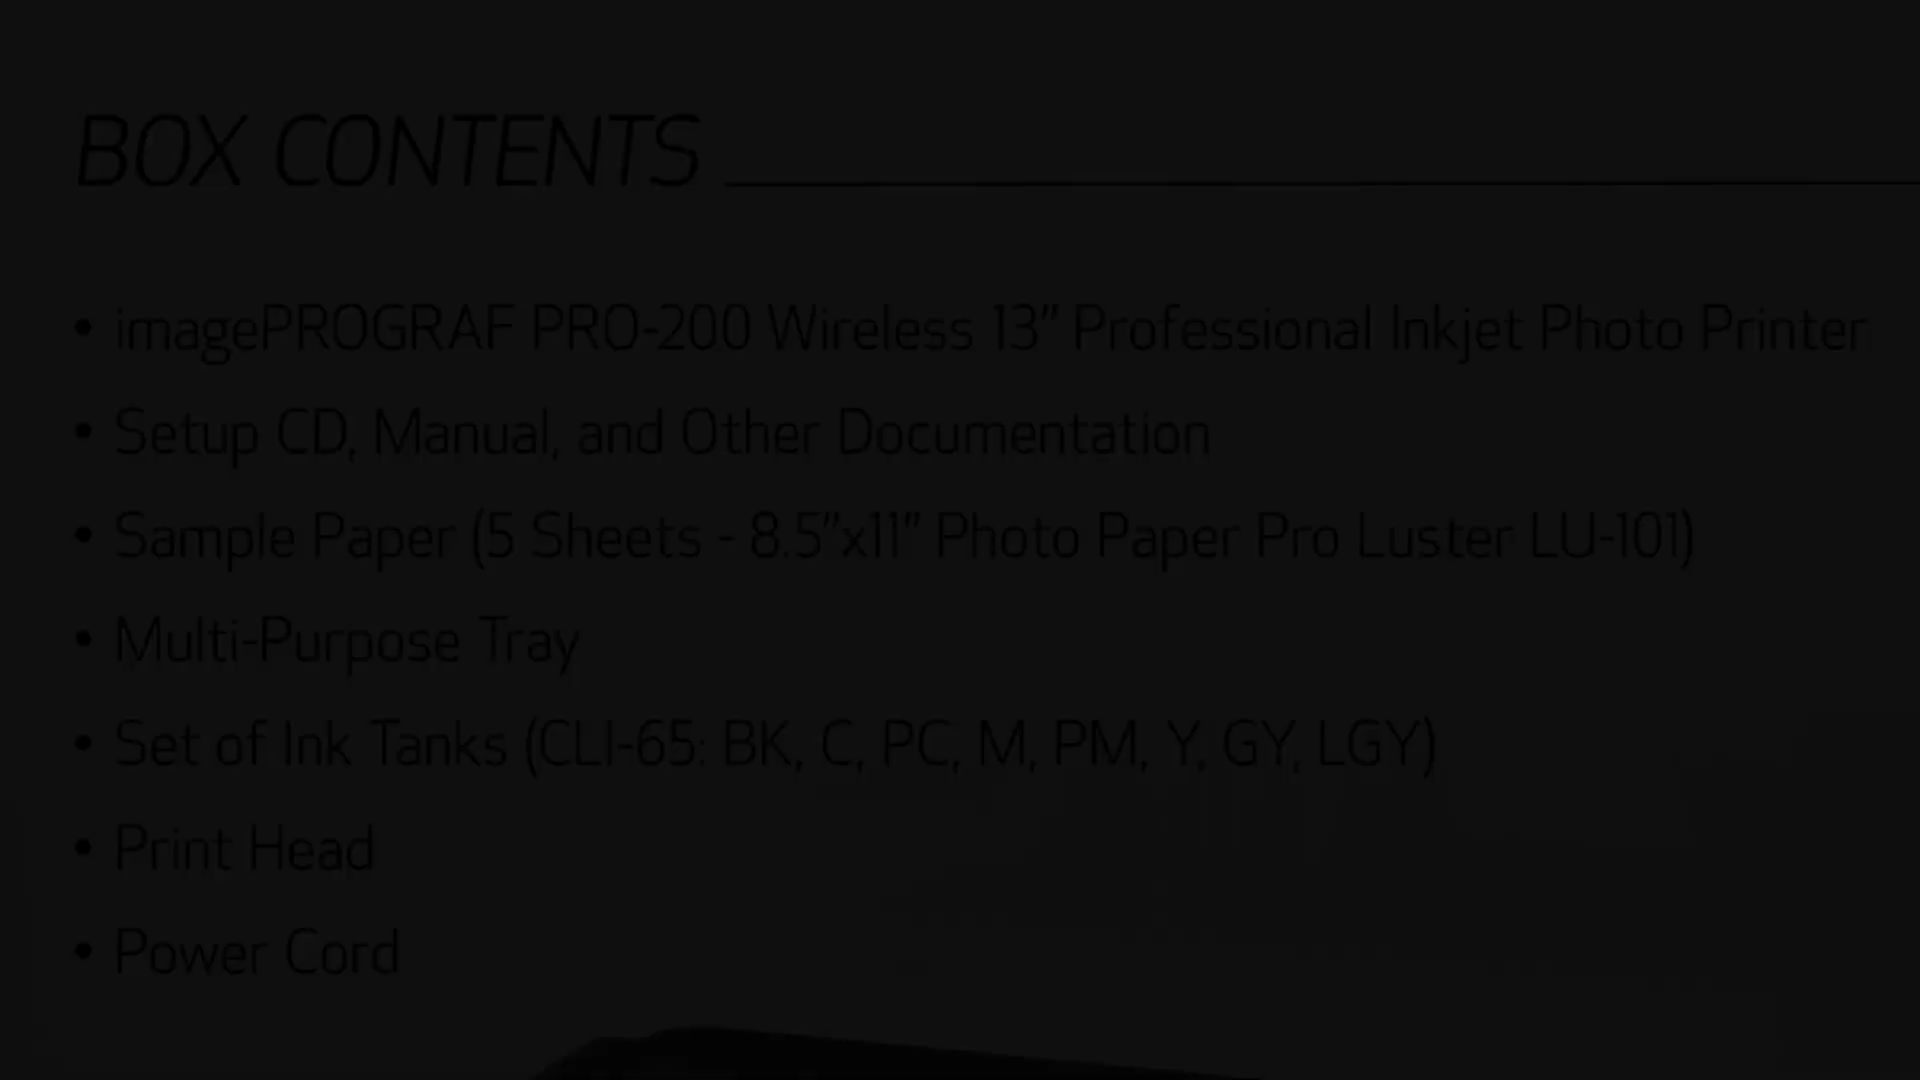 BOX CONTENTS
• imagePROGRAF PRO-200 Wireless 13” Professional Inkjet Photo Printer
• Setup CD, Manual, and Other Documentation
• Sample Paper (5 Sheets - 8.5”x11” Photo Paper Pro Luster LU-101)
• Multi-Purpose Tray
• Set of Ink Tanks (CLI-65: BK, C, PC, M, PM, Y, GY, LGY)
• Print Head
• Power Cord